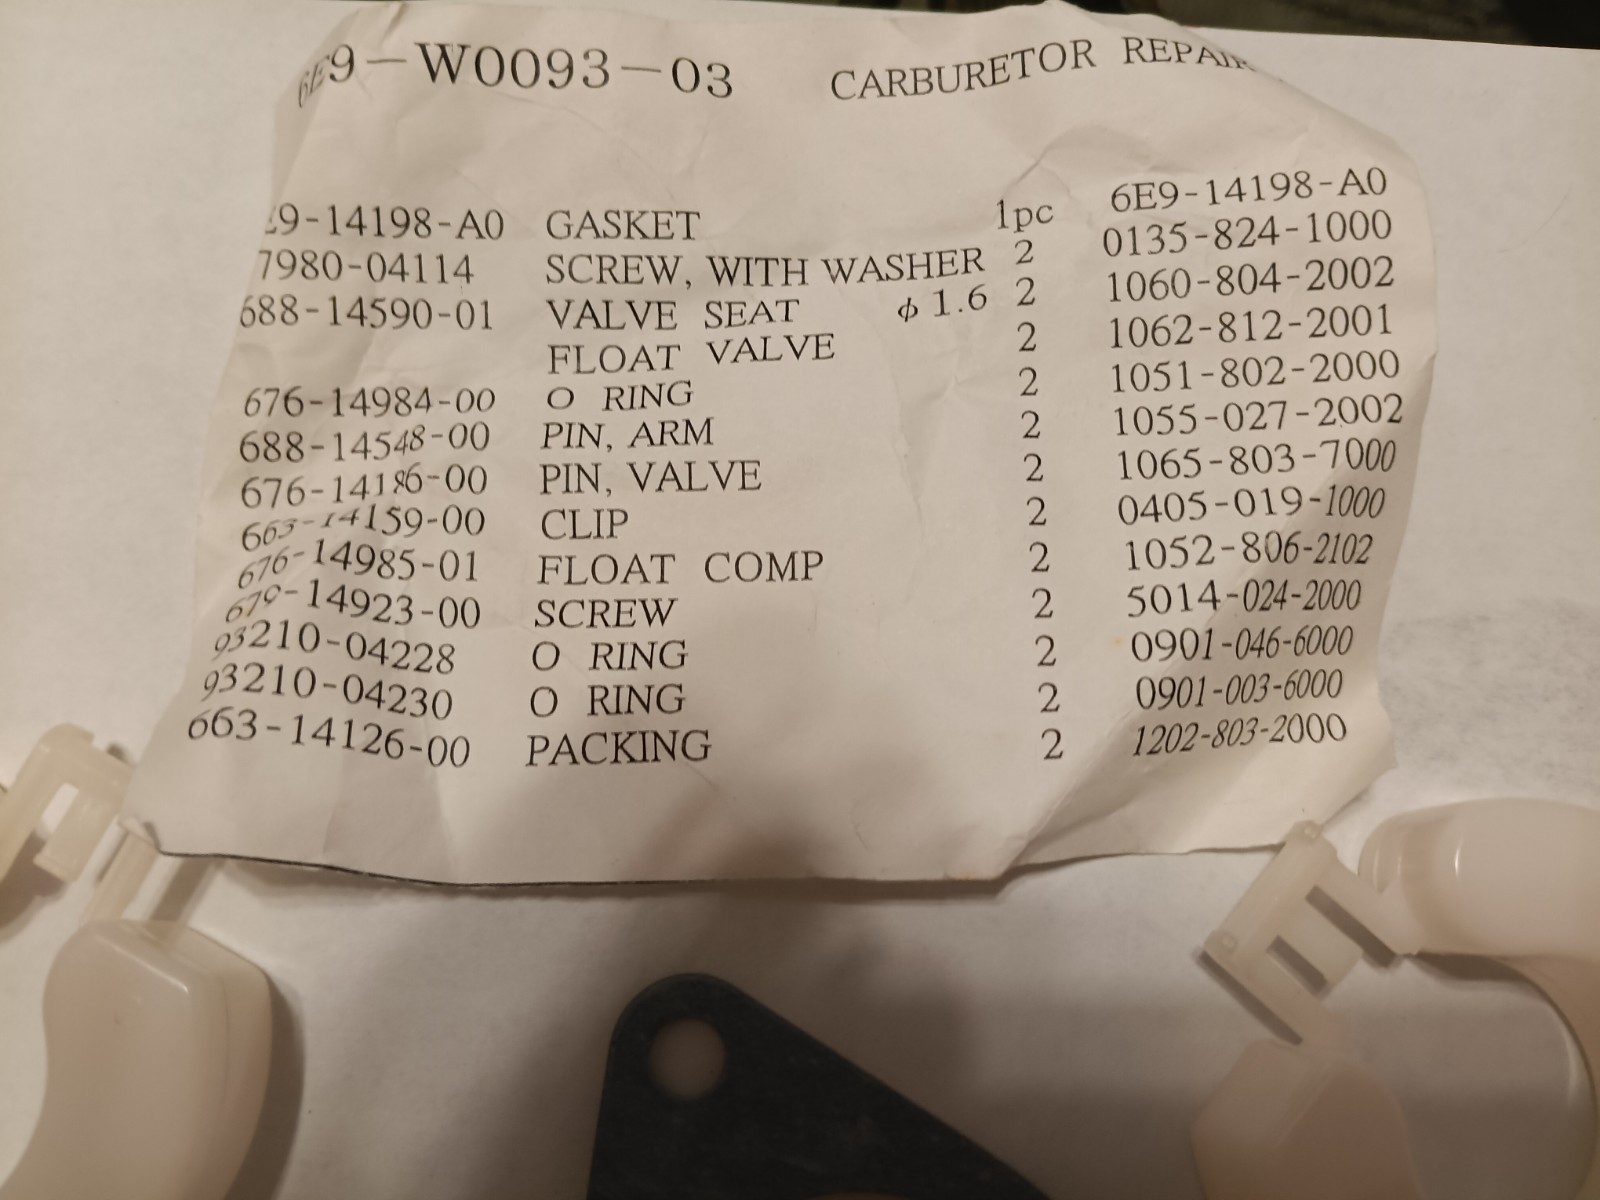 6E9-W0093-03 CARBURETOR REPAIR
E9-14198-A0 GASKET 1pc 6E9-14198-A0
7980-04114 SCREW, WITH WASHER 2 0135-824-1000
688-14590-01 VALVE SEAT φ1.6 2 1060-804-2002
FLOAT VALVE 2 1062-812-2001
676-14984-00 O RING 2 1051-802-2000
688-14548-00 PIN, ARM 2 1055-027-2002
676-14186-00 PIN, VALVE 2 1065-803-7000
663-14159-00 CLIP 2 0405-019-1000
676-14985-01 FLOAT COMP 2 1052-806-2102
679-14923-00 SCREW 2 5014-024-2000
93210-04228 O RING 2 0901-046-6000
93210-04230 O RING 2 0901-003-6000
663-14126-00 PACKING 2 1202-803-2000